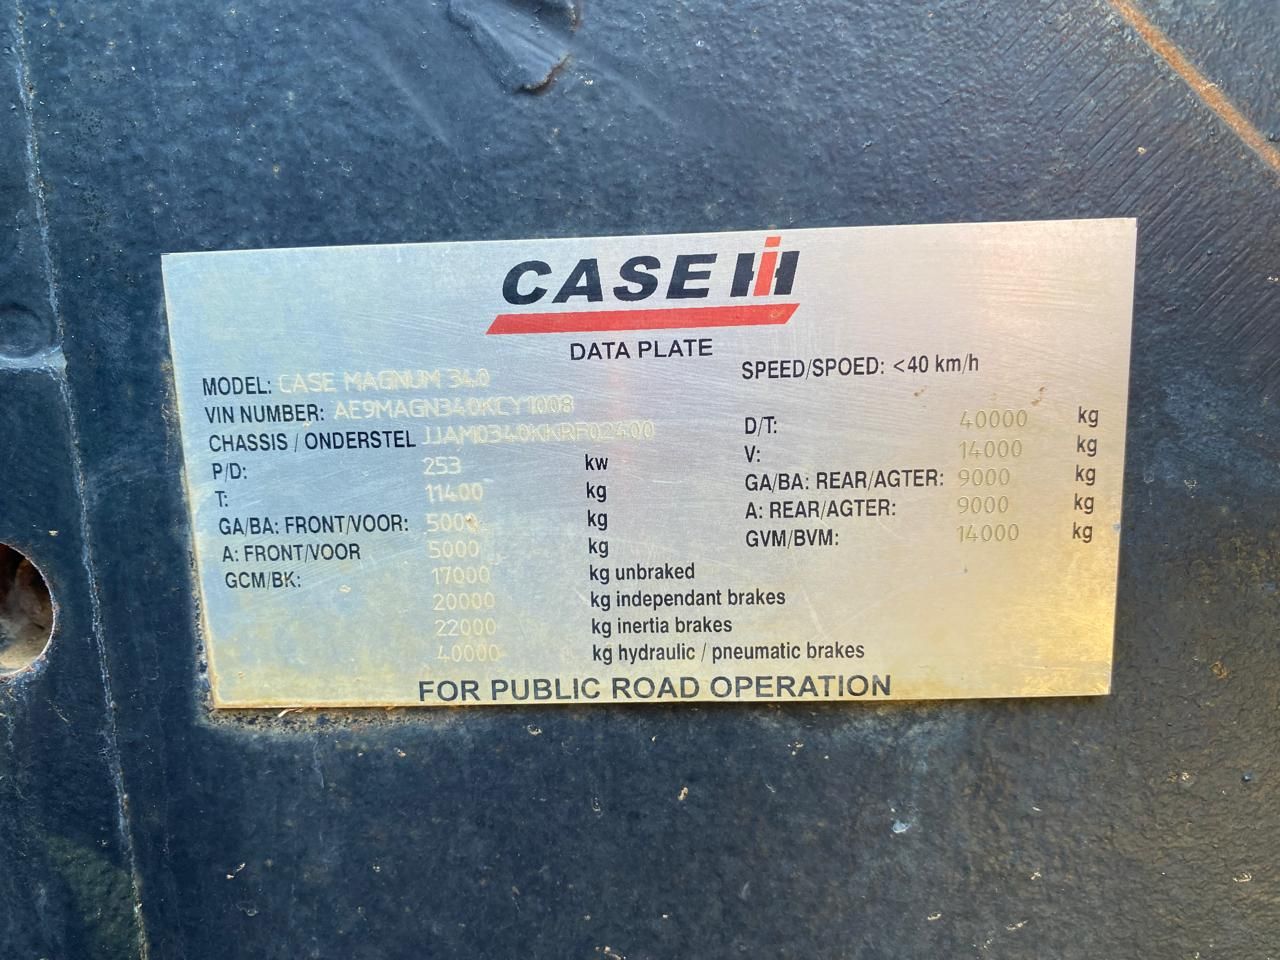 CASE IH
DATA PLATE
MODEL: CASE MAGNUM 340
SPEED/SPOED: <40 km/h
VIN NUMBER: AE9MAGN340KCY1008
CHASSIS / ONDERSTEL JJAM0340KKRF02400
D/T: 40000 kg
P/D: 253 kw
V: 14000 kg
T: 11400 kg
GA/BA: REAR/AGTER: 9000 kg
GA/BA: FRONT/VOOR: 5000 kg
A: REAR/AGTER: 9000 kg
A: FRONT/VOOR 5000 kg
GVM/BVM: 14000 kg
GCM/BK: 17000 kg unbraked
20000 kg independant brakes
22000 kg inertia brakes
40000 kg hydraulic / pneumatic brakes
FOR PUBLIC ROAD OPERATION